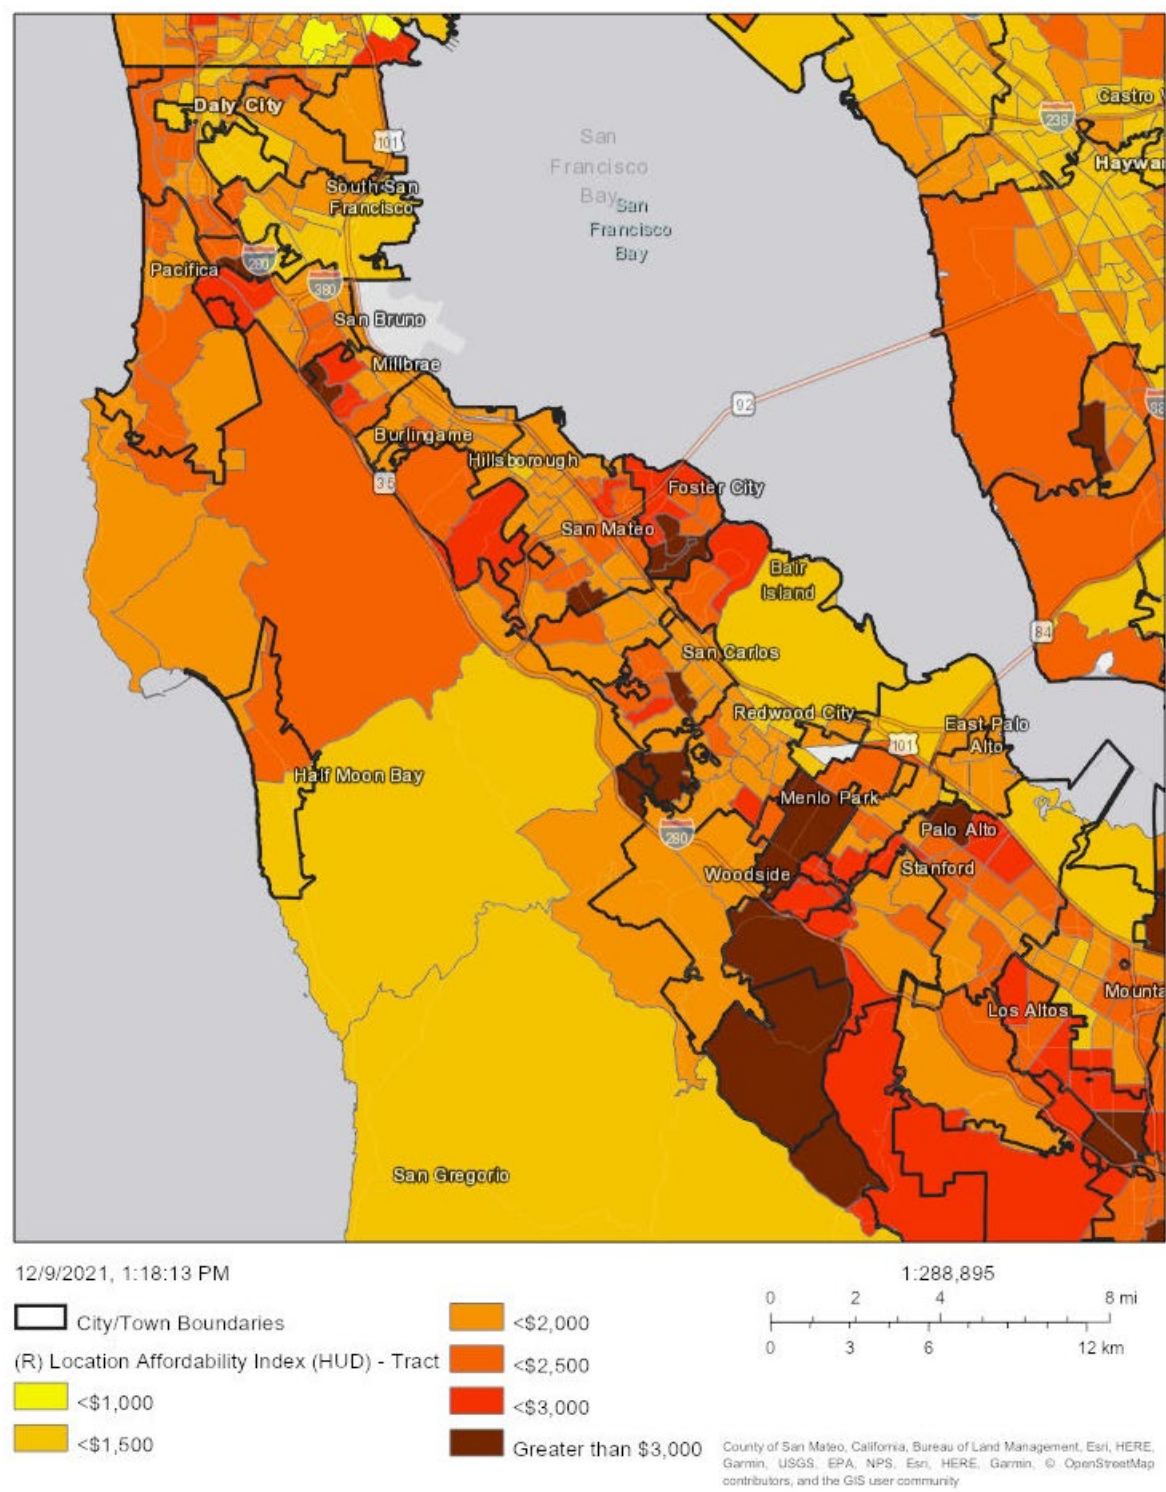 Daly City
101
238
Castro V
Haywa
San
Francisco
Bay
San
Francisco
Bay
South San
Francisco
280
380
Pacifica
San Bruno
Millbrae
92
Burlingame
Hillsborough
35
Foster City
San Mateo
Bair
Island
84
San Carlos
Redwood City
East Palo
Alto
101
Half Moon Bay
Menlo Park
280
Palo Alto
Woodside
Stanford
Mounta
Los Altos
San Gregorio
12/9/2021, 1:18:13 PM
1:288,895
0 2 4 8 mi
0 3 6 12 km
City/Town Boundaries
(R) Location Affordability Index (HUD) - Tract
<$1,000
<$1,500
<$2,000
<$2,500
<$3,000
Greater than $3,000
County of San Mateo, California, Bureau of Land Management, Esri, HERE,
Garmin, USGS, EPA, NPS, Esri, HERE, Garmin, © OpenStreetMap
contributors, and the GIS user community